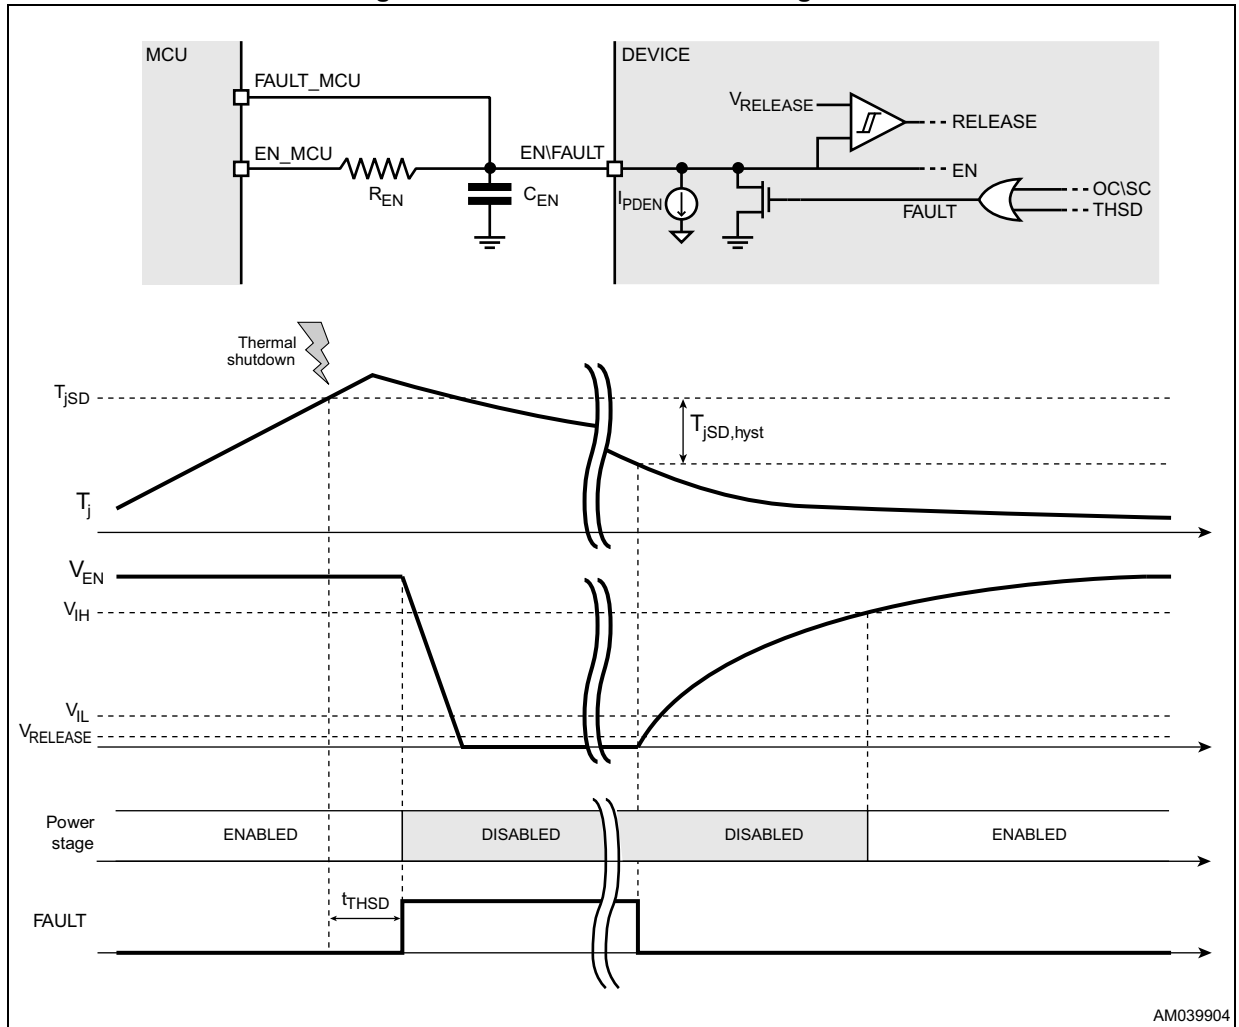 MCU
DEVICE
FAULT_MCU
VRELEASE
RELEASE
EN_MCU
EN\FAULT
EN
REN
CEN
IPDEN
FAULT
OC\SC
THSD
Thermal
shutdown
TjSD
TjSD,hyst
Tj
VEN
VIH
VIL
VRELEASE
Power
stage
ENABLED
DISABLED
DISABLED
ENABLED
tTHSD
FAULT
AM039904